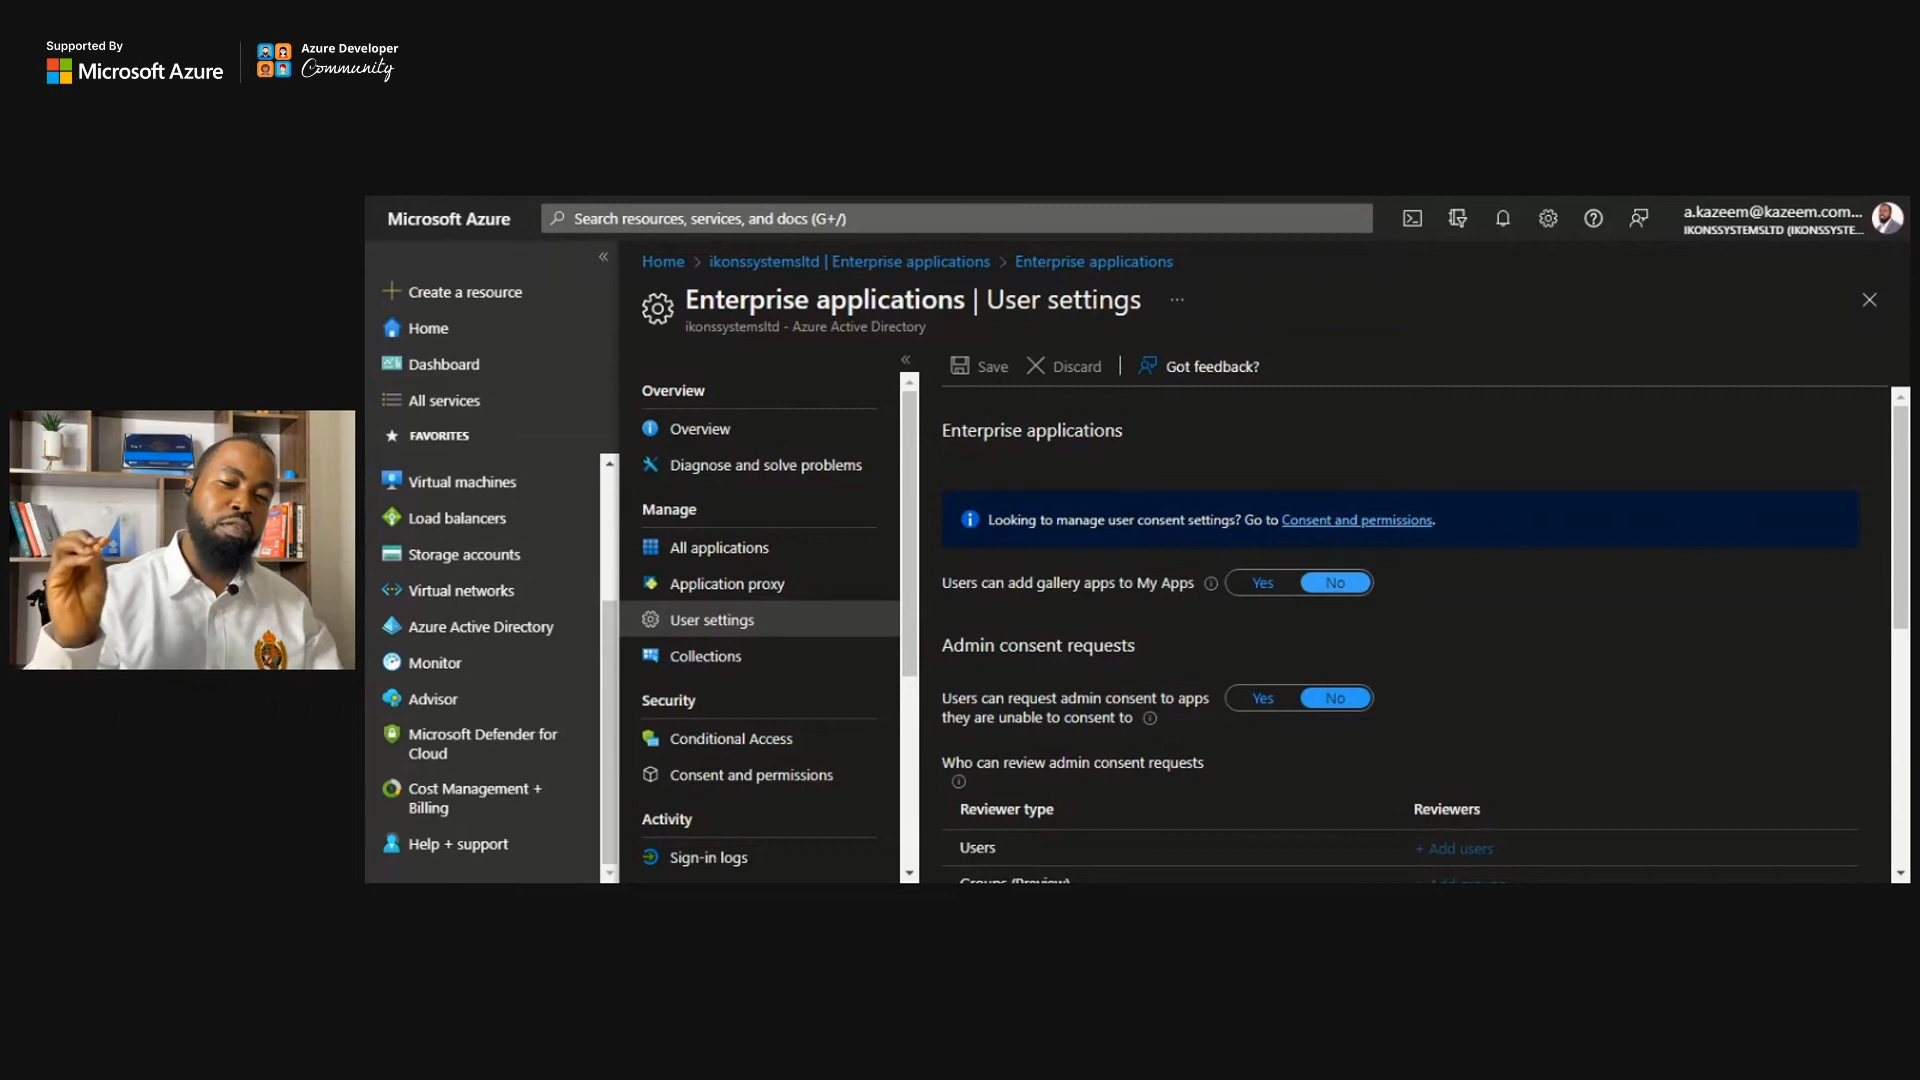 Supported By
Microsoft Azure
Azure Developer
Community
Microsoft Azure
Search resources, services, and docs (G+/)
a.kazeem@kazeem.com...
IKONSSYSTEMSLTD (IKONSSYSTE...
Create a resource
Home
Dashboard
All services
FAVORITES
Virtual machines
Load balancers
Storage accounts
Virtual networks
Azure Active Directory
Monitor
Advisor
Microsoft Defender for
Cloud
Cost Management +
Billing
Help + support
Home > ikonssystemsltd | Enterprise applications > Enterprise applications
Enterprise applications | User settings ...
ikonssystemsltd - Azure Active Directory
Overview
Overview
Diagnose and solve problems
Manage
All applications
Application proxy
User settings
Collections
Security
Conditional Access
Consent and permissions
Activity
Sign-in logs
Save Discard | Got feedback?
Enterprise applications
Looking to manage user consent settings? Go to Consent and permissions.
Users can add gallery apps to My Apps Yes No
Admin consent requests
Users can request admin consent to apps
they are unable to consent to
Yes No
Who can review admin consent requests
Reviewer type Reviewers
Users + Add users
Groups (Preview) + Add groups